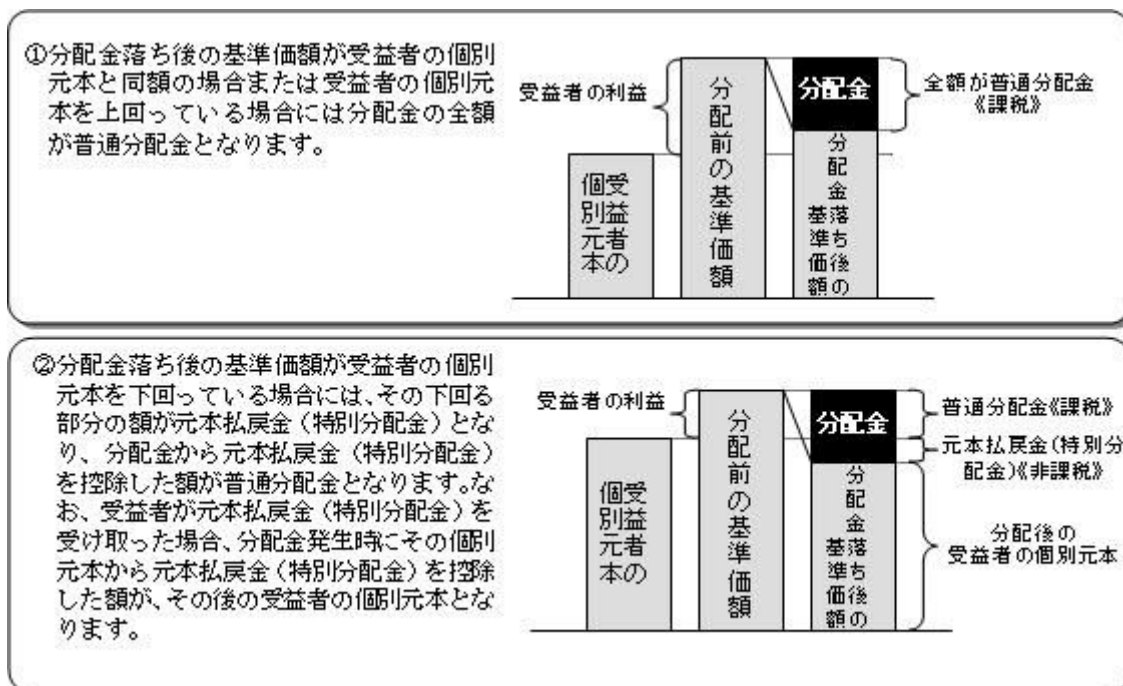 ①分配金落ち後の基準価額が受益者の個別
元本と同額の場合または受益者の個別元
本を上回っている場合には分配金の全額
が普通分配金となります。
受益者の利益
受益者の
個別元本
分配前の基準価額
分配金
分配金落ち後の
基準価額
全額が普通分配金
《課税》
②分配金落ち後の基準価額が受益者の個別
元本を下回っている場合には、その下回る
部分の額が元本払戻金（特別分配金）とな
り、分配金から元本払戻金（特別分配金）
を控除した額が普通分配金となります。な
お、受益者が元本払戻金（特別分配金）を
受け取った場合、分配金発生時にその個別
元本から元本払戻金（特別分配金）を控除
した額が、その後の受益者の個別元本とな
ります。
受益者の利益
受益者の
個別元本
分配前の基準価額
分配金
分配金落ち後の
基準価額
普通分配金《課税》
元本払戻金(特別分
配金)《非課税》
分配後の
受益者の個別元本